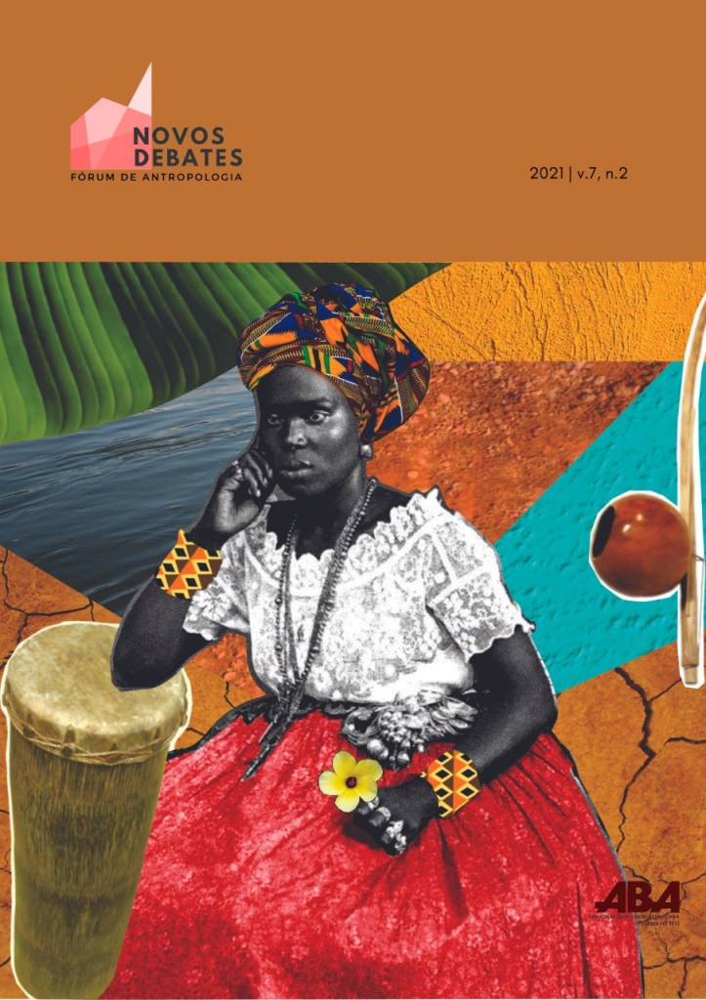 NOVOS
DEBATES
FÓRUM DE ANTROPOLOGIA
2021 | v.7, n.2
ABA